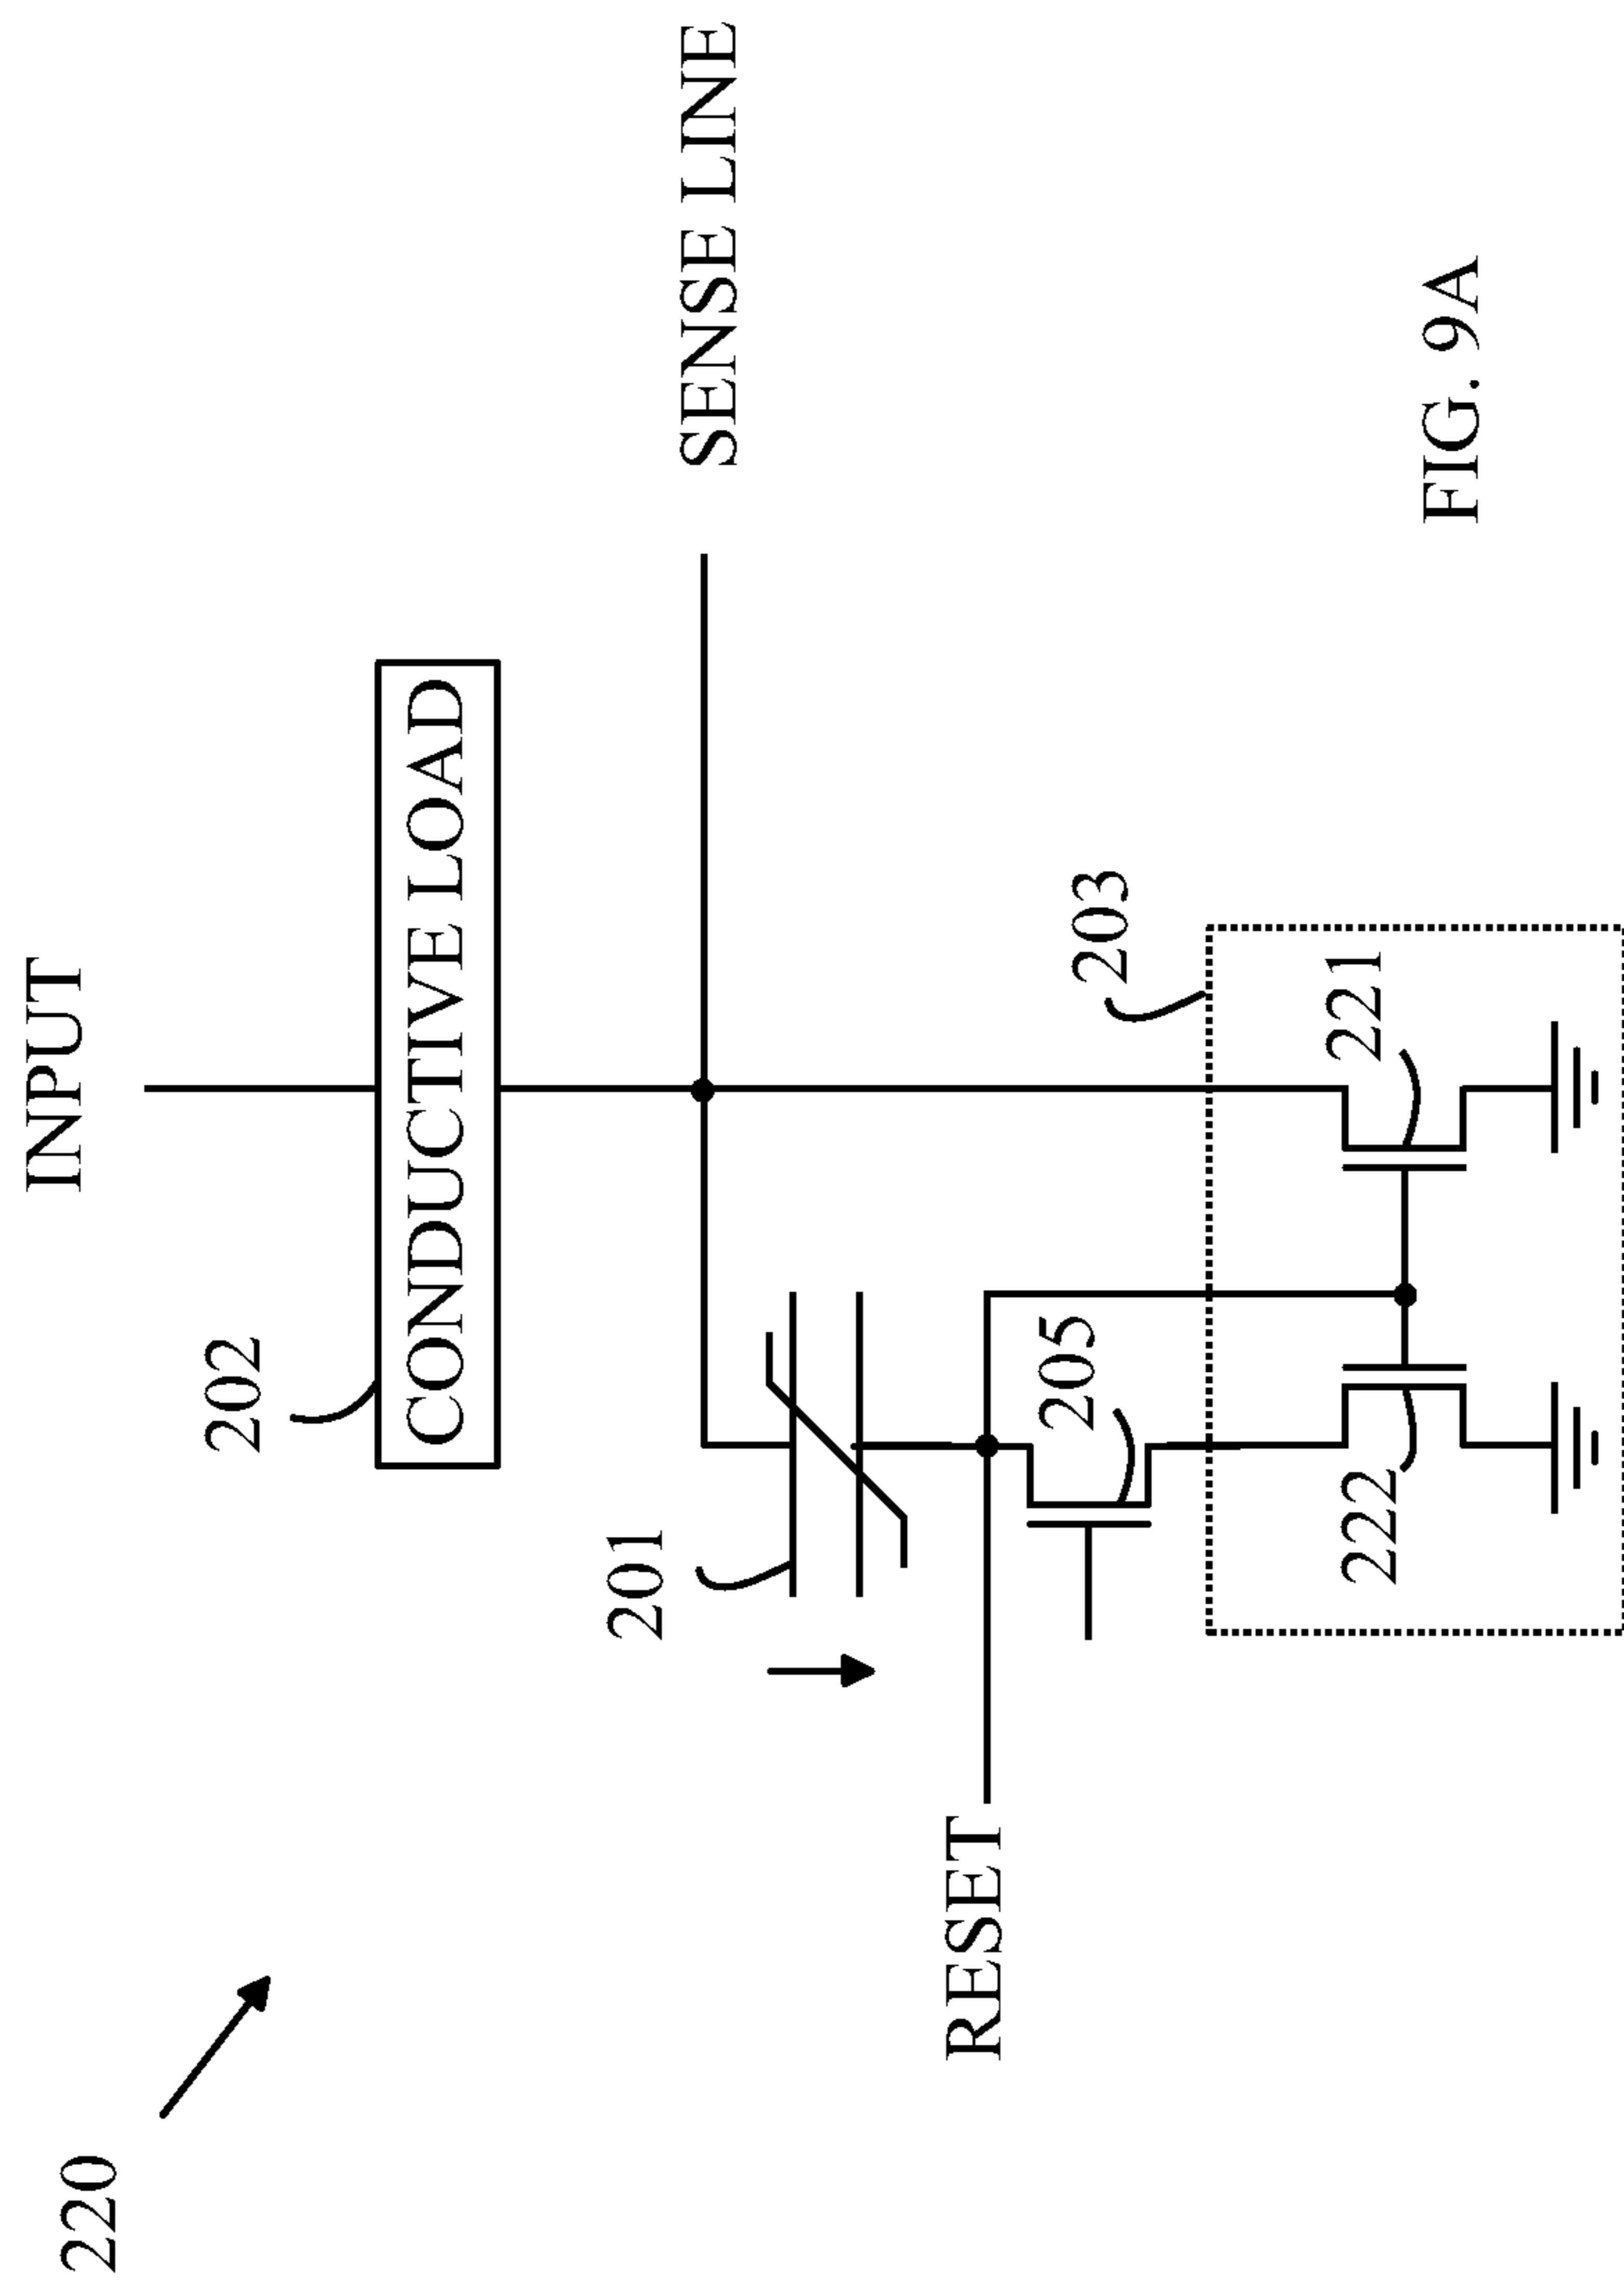 220
INPUT
202
CONDUCTIVE LOAD
201
SENSE LINE
RESET
205
203
222
221
FIG. 9A